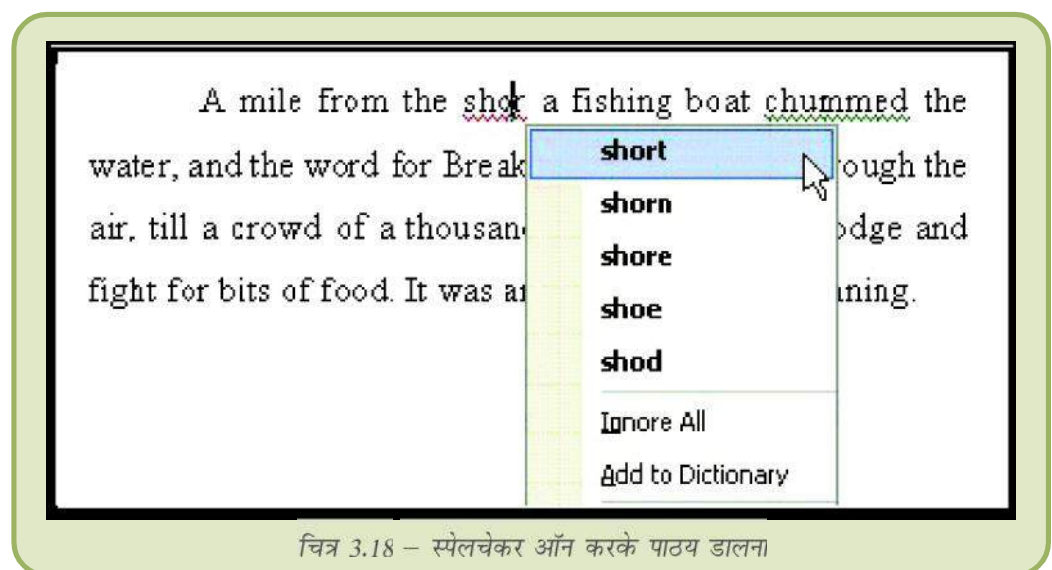 A mile from the shor a fishing boat chummed the
water, and the word for Break ough the
air, till a crowd of a thousan odge and
fight for bits of food. It was an ining.
short
shorn
shore
shoe
shod
Ignore All
Add to Dictionary
चित्र 3.18 – स्पेलचेकर ऑन करके पाठय डालना